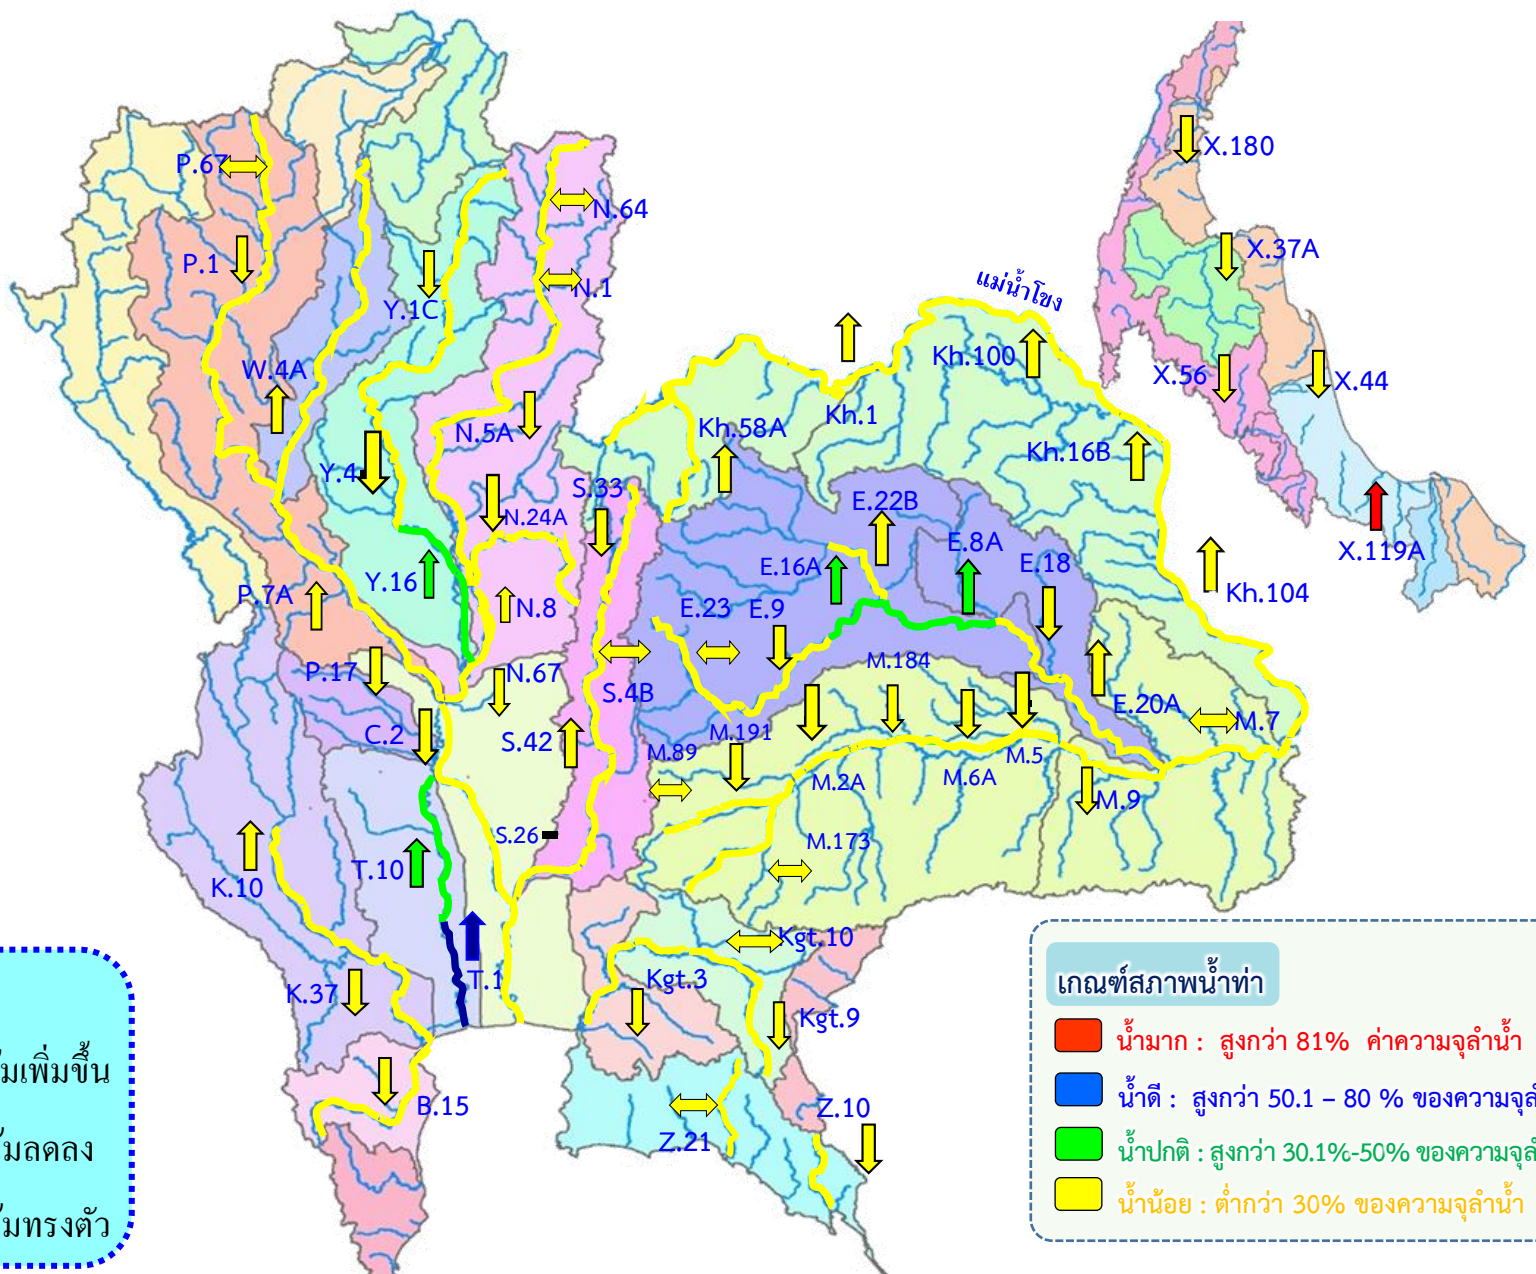 P.67
P.1
W.4A
Y.1C
N.64
N.1
N.5A
Y.4
N.24A
S.33
Y.16
N.8
P.7A
P.17
N.67
C.2
S.42
S.4B
S.26
T.10
T.1
K.10
K.37
B.15
แม่น้ำโขง
Kh.100
Kh.1
Kh.58A
Kh.16B
Kh.104
E.22B
E.8A
E.16A
E.18
E.23
E.9
M.184
E.20A
M.7
M.191
M.89
M.2A
M.6A
M.5
M.9
M.173
Kgt.10
Kgt.3
Kgt.9
Z.10
Z.21
X.180
X.37A
X.56
X.44
X.119A
เพิ่มขึ้น
ลดลง
ทรงตัว
เกณฑ์สภาพน้ำท่า
น้ำมาก : สูงกว่า 81% ค่าความจุลำน้ำ
น้ำดี : สูงกว่า 50.1 – 80 % ของความจุ
น้ำปกติ : สูงกว่า 30.1%-50% ของความจุ
น้ำน้อย : ต่ำกว่า 30% ของความจุลำน้ำ